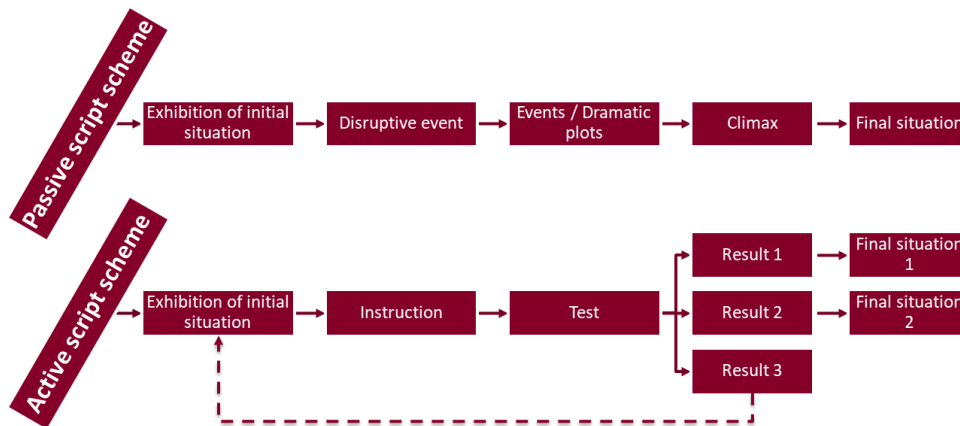 Passive script scheme
Exhibition of initial
situation
Disruptive event
Events / Dramatic
plots
Climax
Final situation
Active script scheme
Exhibition of initial
situation
Instruction
Test
Result 1
Final situation
1
Result 2
Final situation
2
Result 3